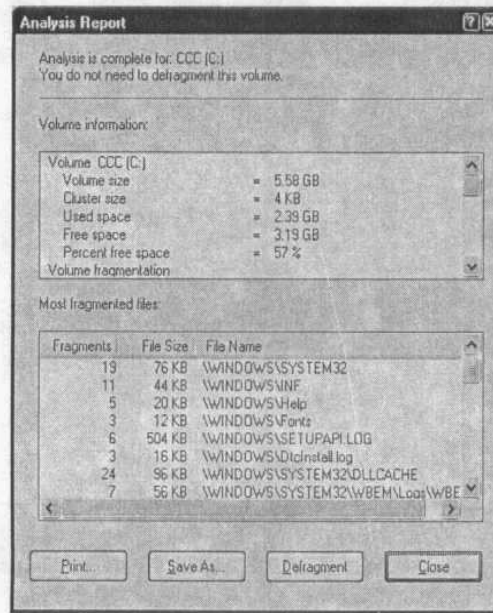 Analysis Report
Analysis is complete for: CCC (C:)
You do not need to defragment this volume.
Volume information:
Volume CCC (C:)
Volume size = 5.58 GB
Cluster size = 4 KB
Used space = 2.39 GB
Free space = 3.19 GB
Percent free space = 57 %
Volume fragmentation
Most fragmented files:
Fragments File Size File Name
19 76 KB \WINDOWS\SYSTEM32
11 44 KB \WINDOWS\INF
5 20 KB \WINDOWS\Help
3 12 KB \WINDOWS\Fonts
6 504 KB \WINDOWS\SETUPAPI.LOG
3 16 KB \WINDOWS\DtcInstall.log
24 96 KB \WINDOWS\SYSTEM32\DLLCACHE
7 56 KB \WINDOWS\SYSTEM32\WBEM\Logs\WBE
Print... Save As... Defragment Close